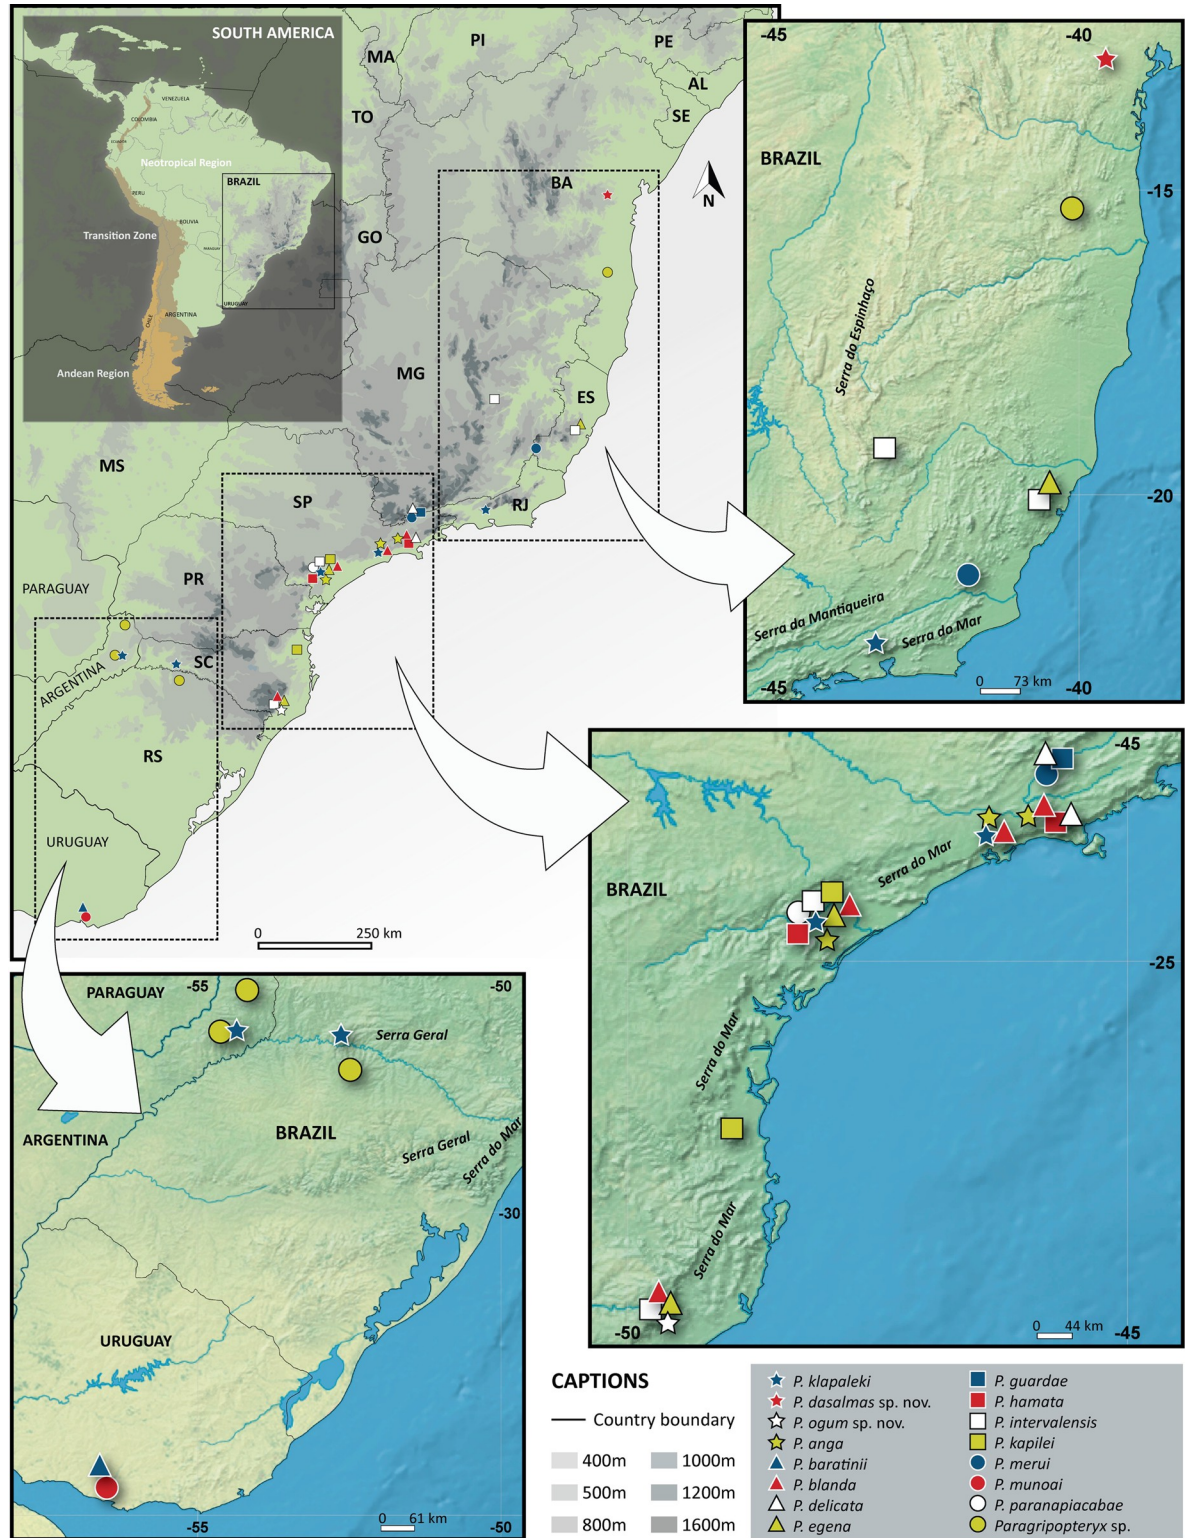 SOUTH AMERICA
VENEZUELA
COLOMBIA
ECUADOR
Neotropical Region
PERU
BRAZIL
BOLIVIA
Transition Zone
PARAGUAY
CHILE
URUGUAY
ARGENTINA
Andean Region
MA
PI
PE
AL
SE
TO
BA
N
GO
MG
ES
MS
SP
RJ
PR
PARAGUAY
SC
ARGENTINA
RS
URUGUAY
0
250 km
-45
-40
BRAZIL
-15
Serra do Espinhaço
-20
Serra da Mantiqueira
Serra do Mar
-45
0
73 km
-40
-45
Serra do Mar
BRAZIL
-25
Serra do Mar
Serra do Mar
-50
0
44 km
-45
PARAGUAY
-55
-50
Serra Geral
BRAZIL
ARGENTINA
Serra Geral
Serra do Mar
-30
URUGUAY
-55
0
61 km
-50
CAPTIONS
Country boundary
400m
1000m
500m
1200m
800m
1600m
P. klapaleki
P. dasalmas sp. nov.
P. ogum sp. nov.
P. anga
P. baratinii
P. blanda
P. delicata
P. egena
P. guardae
P. hamata
P. intervalensis
P. kapilei
P. merui
P. munoai
P. paranapiacabae
Paragripopteryx sp.